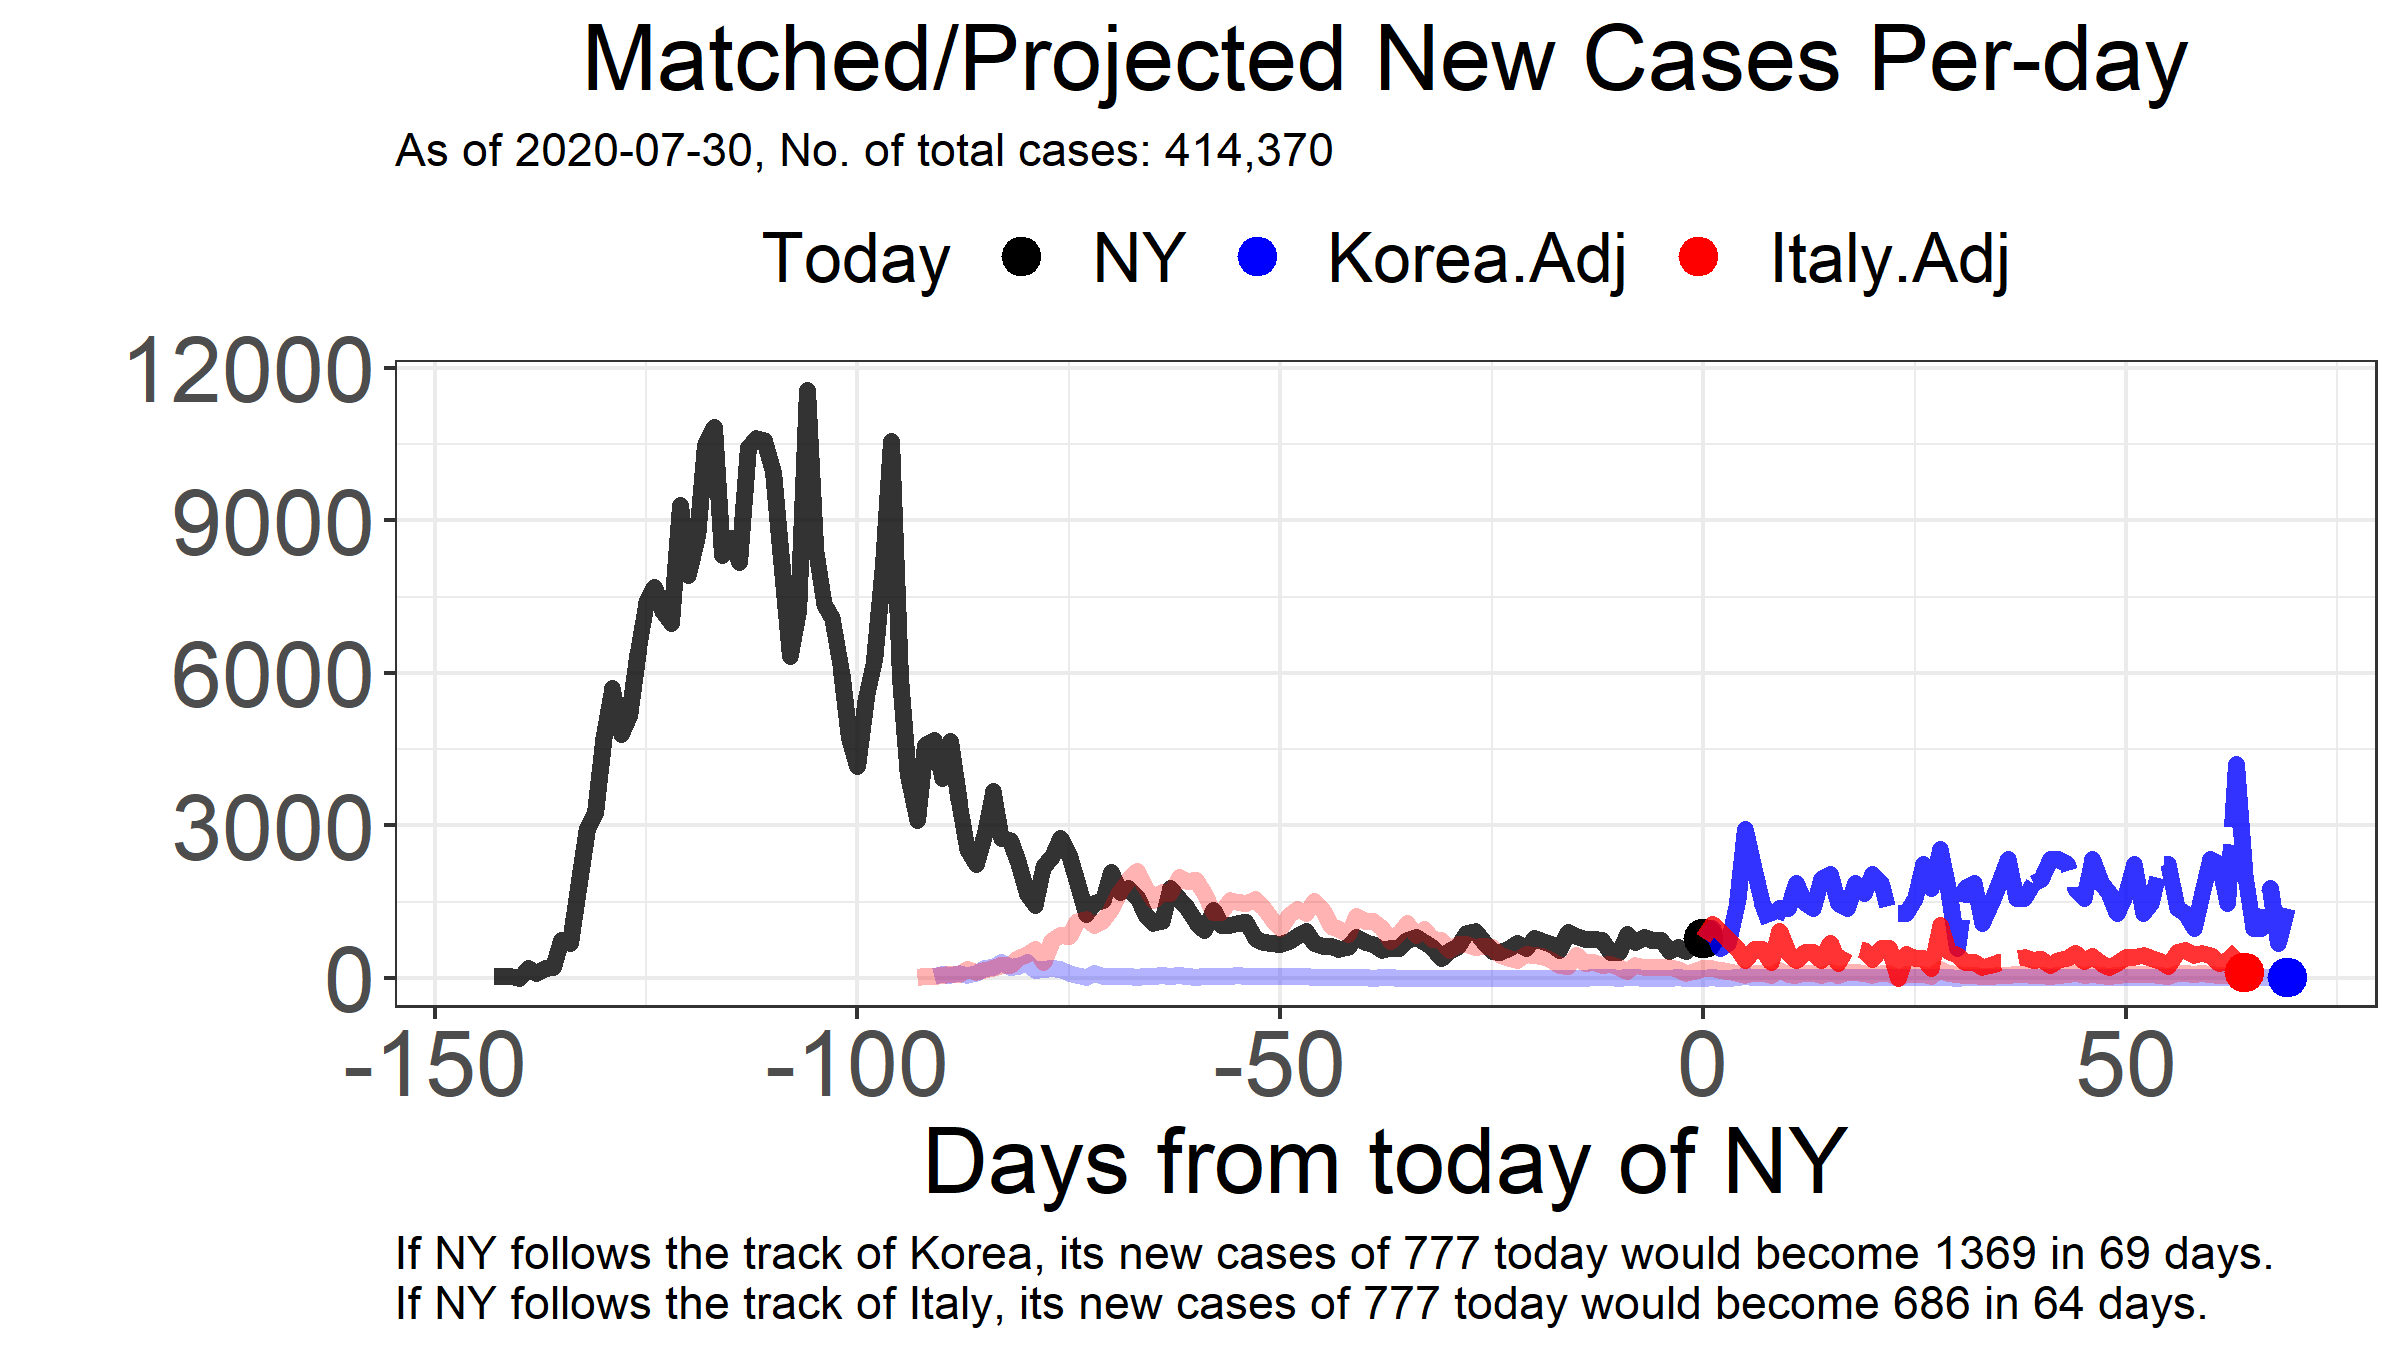 Matched/Projected New Cases Per-day
As of 2020-07-30, No. of total cases: 414,370
Today NY Korea.Adj Italy.Adj
12000
9000
6000
3000
0
-150 -100 -50 0 50
Days from today of NY
If NY follows the track of Korea, its new cases of 777 today would become 1369 in 69 days.
If NY follows the track of Italy, its new cases of 777 today would become 686 in 64 days.